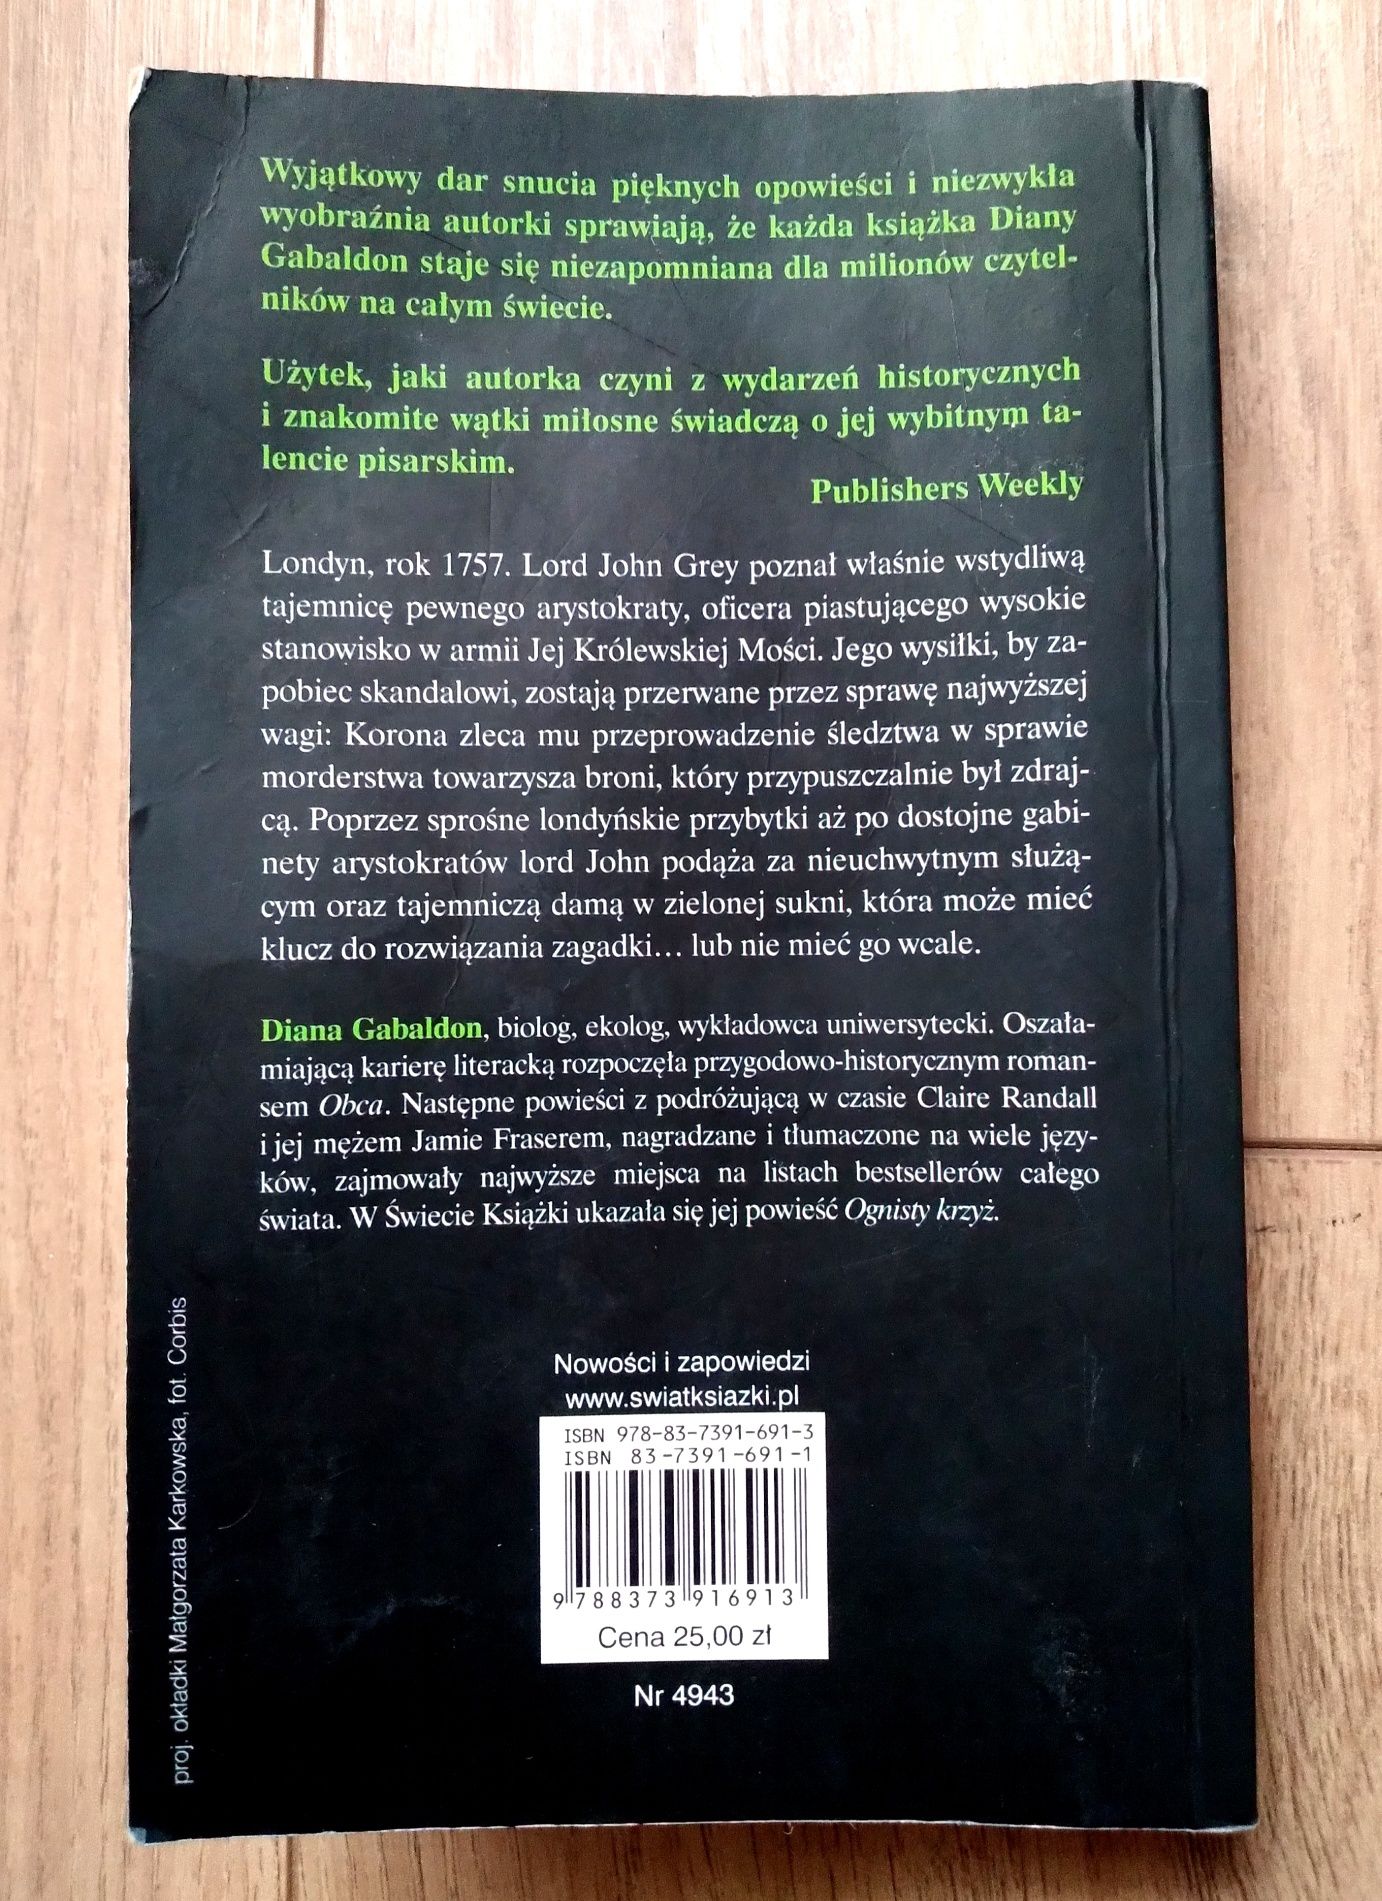 Wyjątkowy dar snucia pięknych opowieści i niezwykła
wyobraźnia autorki sprawiają, że każda książka Diany
Gabaldon staje się niezapomniana dla milionów czytel-
ników na całym świecie.
Użytek, jaki autorka czyni z wydarzeń historycznych
i znakomite wątki miłosne świadczą o jej wybitnym ta-
lencie pisarskim.
Publishers Weekly
Londyn, rok 1757. Lord John Grey poznał właśnie wstydliwą
tajemnicę pewnego arystokraty, oficera piastującego wysokie
stanowisko w armii Jej Królewskiej Mości. Jego wysiłki, by za-
pobiec skandalowi, zostają przerwane przez sprawę najwyższej
wagi: Korona zleca mu przeprowadzenie śledztwa w sprawie
morderstwa towarzysza broni, który przypuszczalnie był zdraj-
cą. Poprzez sprośne londyńskie przybytki aż po dostojne gabi-
nety arystokratów lord John podąża za nieuchwytnym służą-
cym oraz tajemniczą damą w zielonej sukni, która może mieć
klucz do rozwiązania zagadki... lub nie mieć go wcale.
Diana Gabaldon, biolog, ekolog, wykładowca uniwersytecki. Oszała-
miającą karierę literacką rozpoczęła przygodowo-historycznym roman-
sem Obca. Następne powieści z podróżującą w czasie Claire Randall
i jej mężem Jamie Fraserem, nagradzane i tłumaczone na wiele języ-
ków, zajmowały najwyższe miejsca na listach bestsellerów całego
świata. W Świecie Książki ukazała się jej powieść Ognisty krzyż.
proj. okładki Małgorzata Karkowska, fot. Corbis
Nowości i zapowiedzi
www.swiatksiazki.pl
ISBN 978-83-7391-691-3
ISBN 83-7391-691-1
9 788373 916913
Cena 25,00 zł
Nr 4943